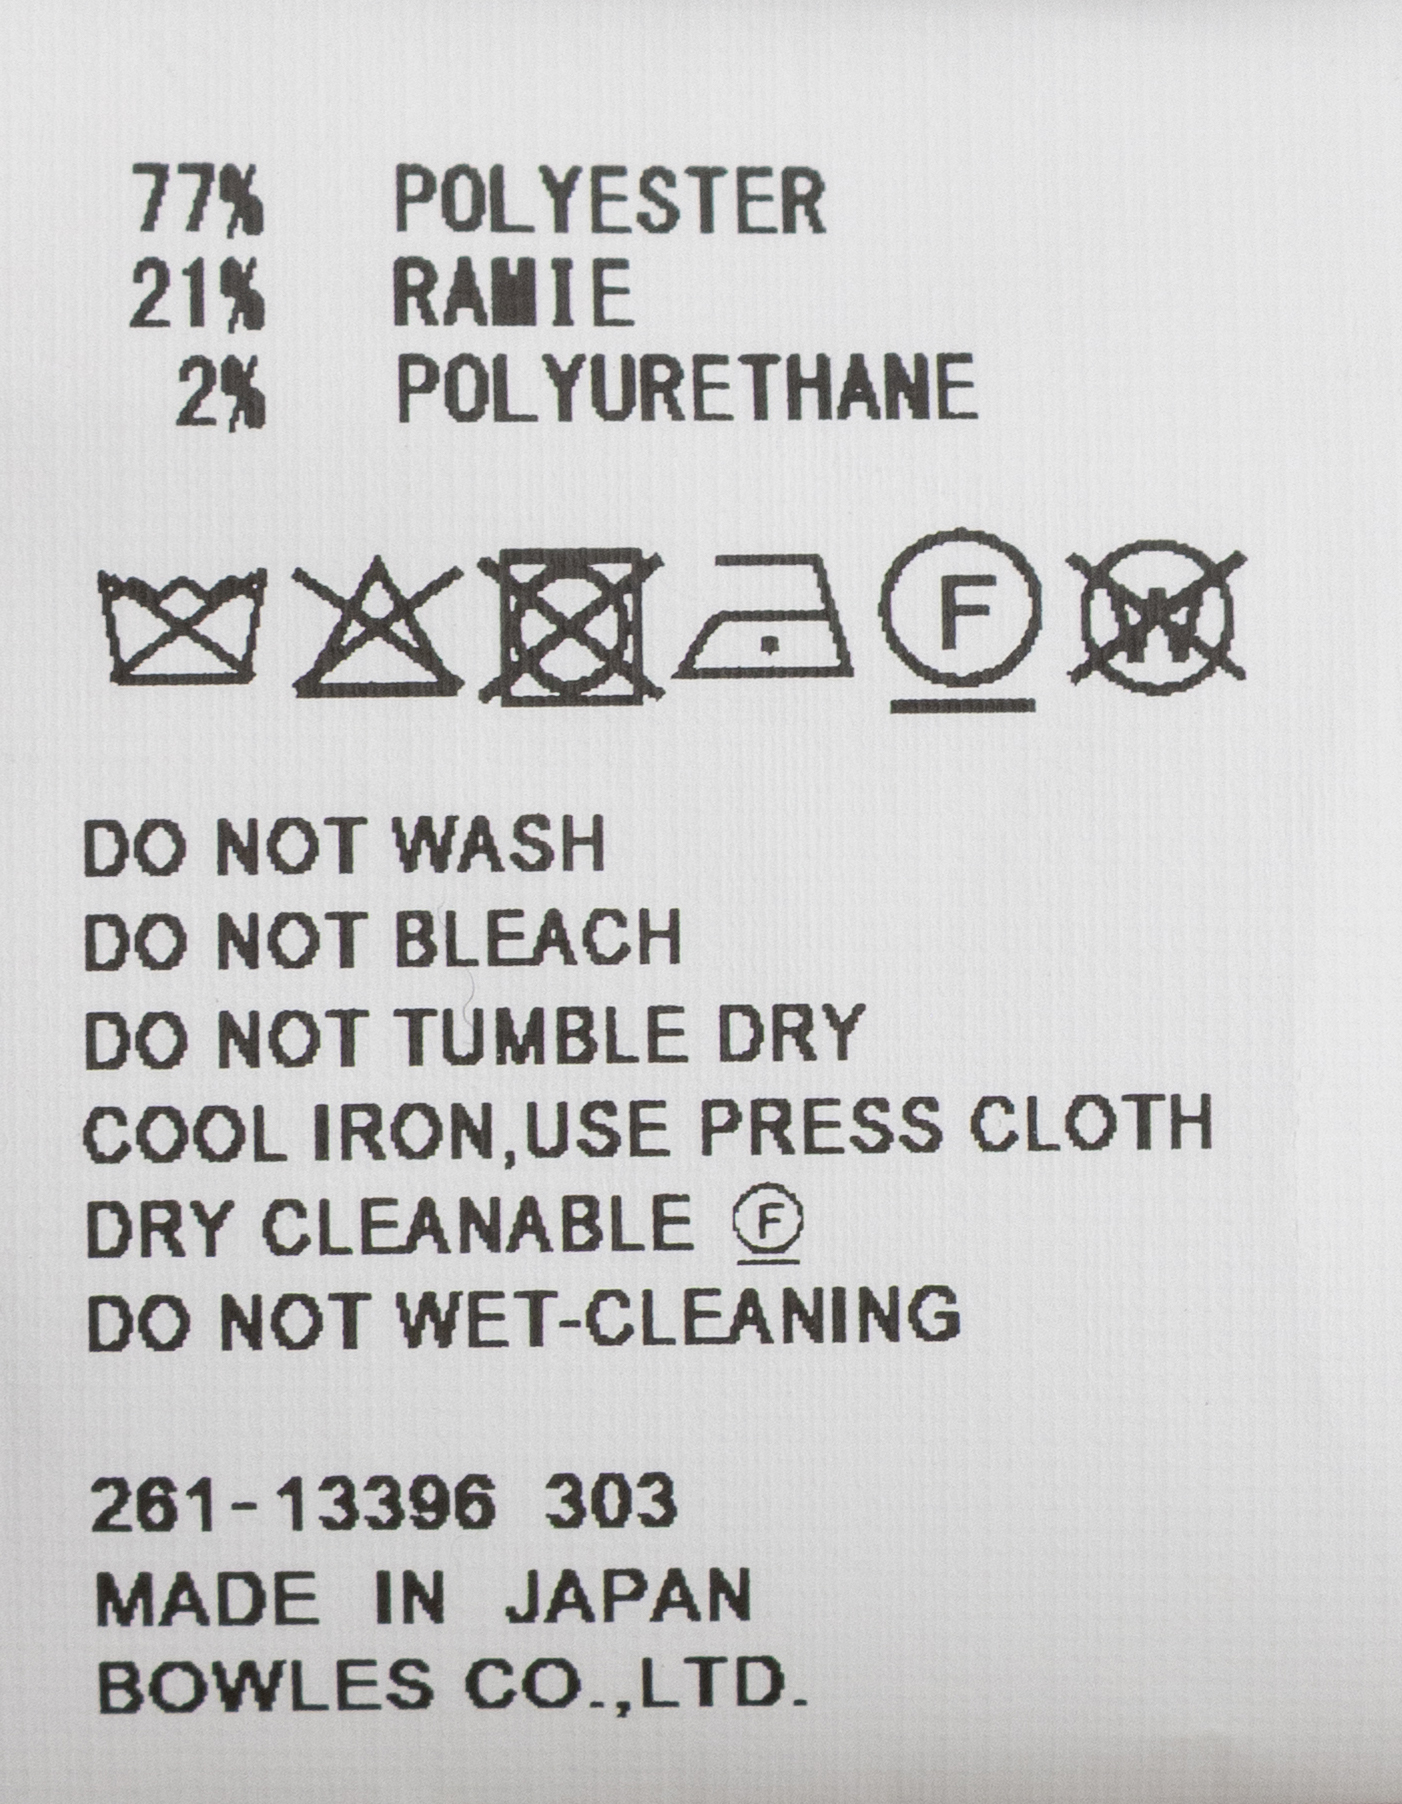 77% POLYESTER
21% RAMIE
2% POLYURETHANE
F W
DO NOT WASH
DO NOT BLEACH
DO NOT TUMBLE DRY
COOL IRON,USE PRESS CLOTH
DRY CLEANABLE F
DO NOT WET-CLEANING
261-13396 303
MADE IN JAPAN
BOWLES CO.,LTD.